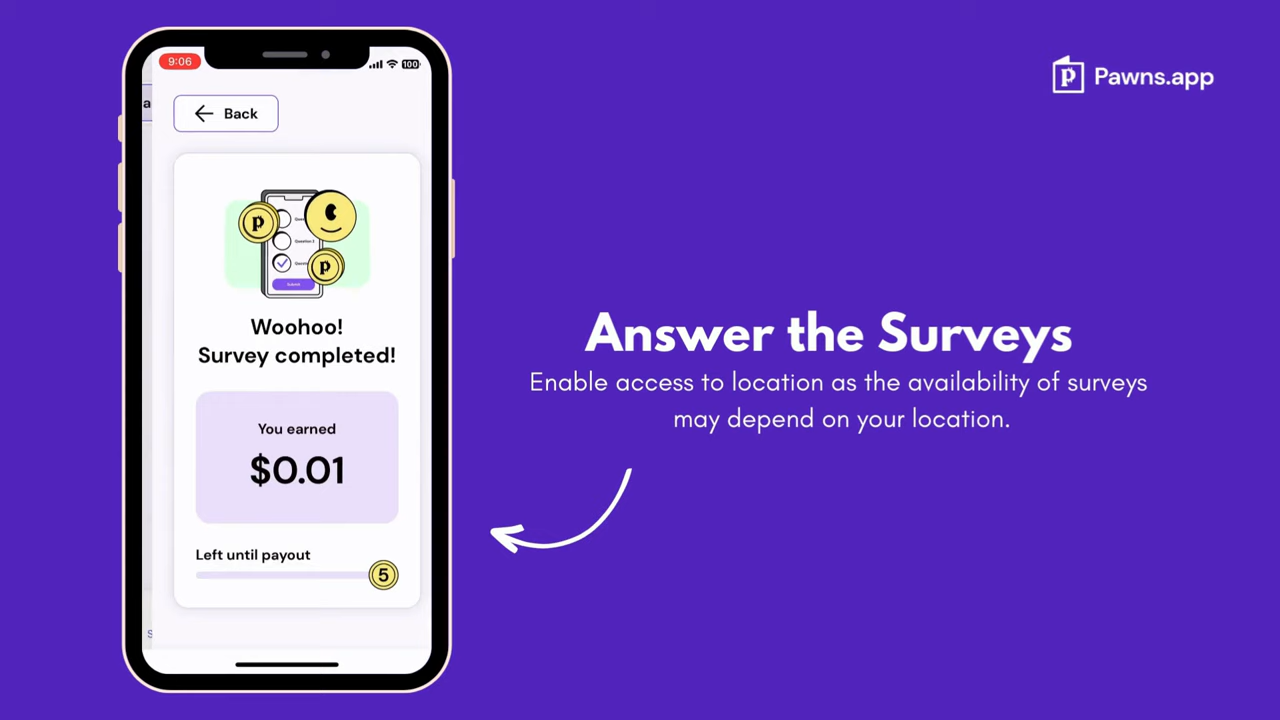 9:06
100
Pawns.app
a
Back
Woohoo!
Survey completed!
You earned
$0.01
Left until payout
5
Answer the Surveys
Enable access to location as the availability of surveys
may depend on your location.